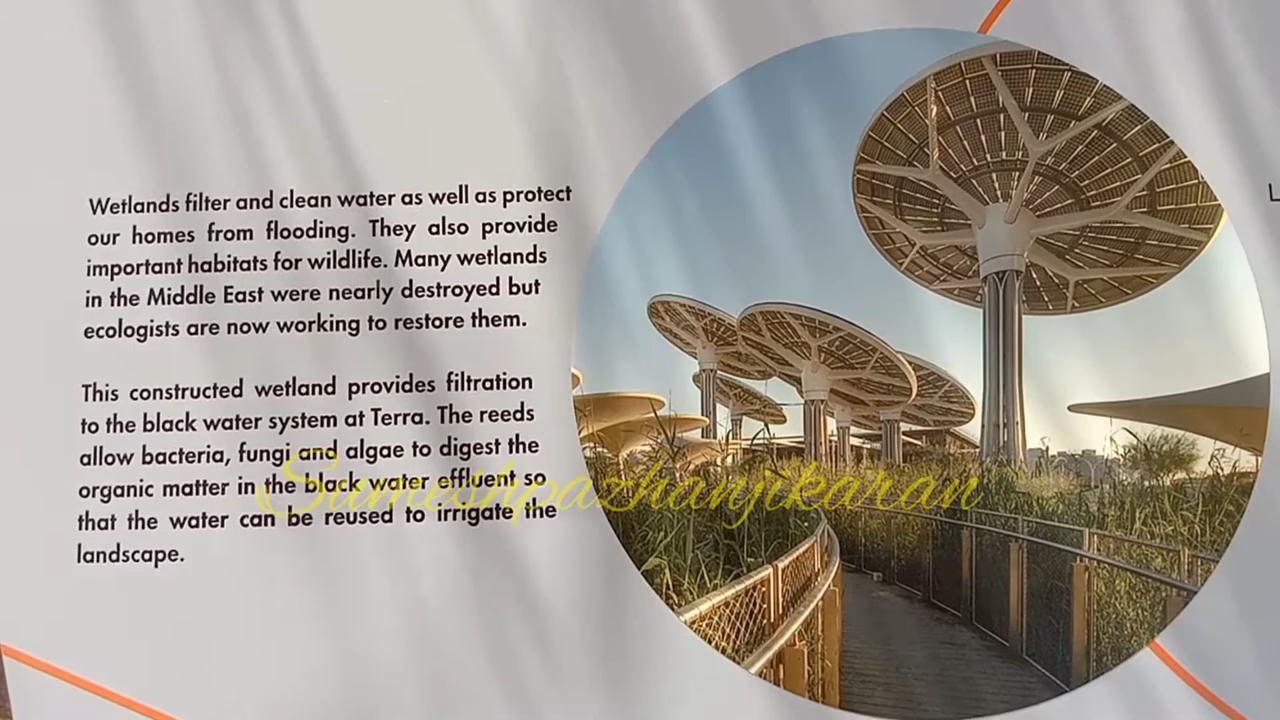 Wetlands filter and clean water as well as protect
our homes from flooding. They also provide
important habitats for wildlife. Many wetlands
in the Middle East were nearly destroyed but
ecologists are now working to restore them.
This constructed wetland provides filtration
to the black water system at Terra. The reeds
allow bacteria, fungi and algae to digest the
organic matter in the black water effluent so
that the water can be reused to irrigate the
landscape.
Sumeshpazhanjikaran